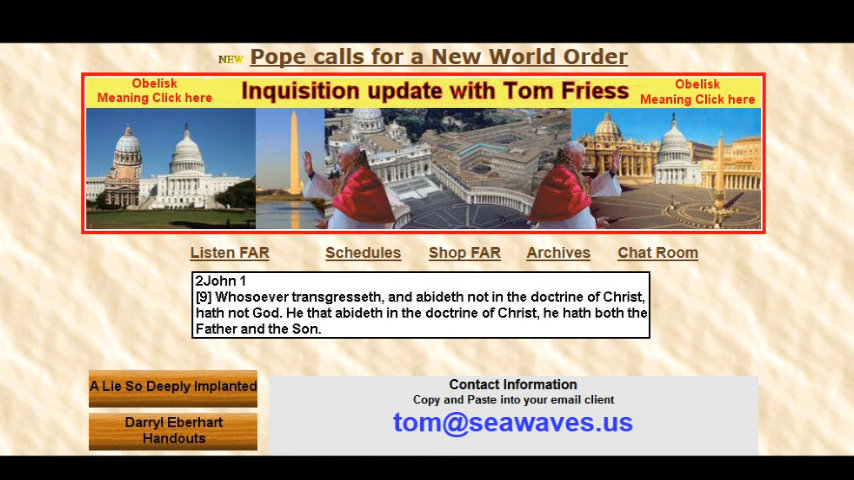 NEW Pope calls for a New World Order
Obelisk
Meaning Click here
Inquisition update with Tom Friess
Obelisk
Meaning Click here
Listen FAR
Schedules
Shop FAR
Archives
Chat Room
2John 1
[9] Whosoever transgresseth, and abideth not in the doctrine of Christ,
hath not God. He that abideth in the doctrine of Christ, he hath both the
Father and the Son.
A Lie So Deeply Implanted
Darryl Eberhart
Handouts
Contact Information
Copy and Paste into your email client
tom@seawaves.us